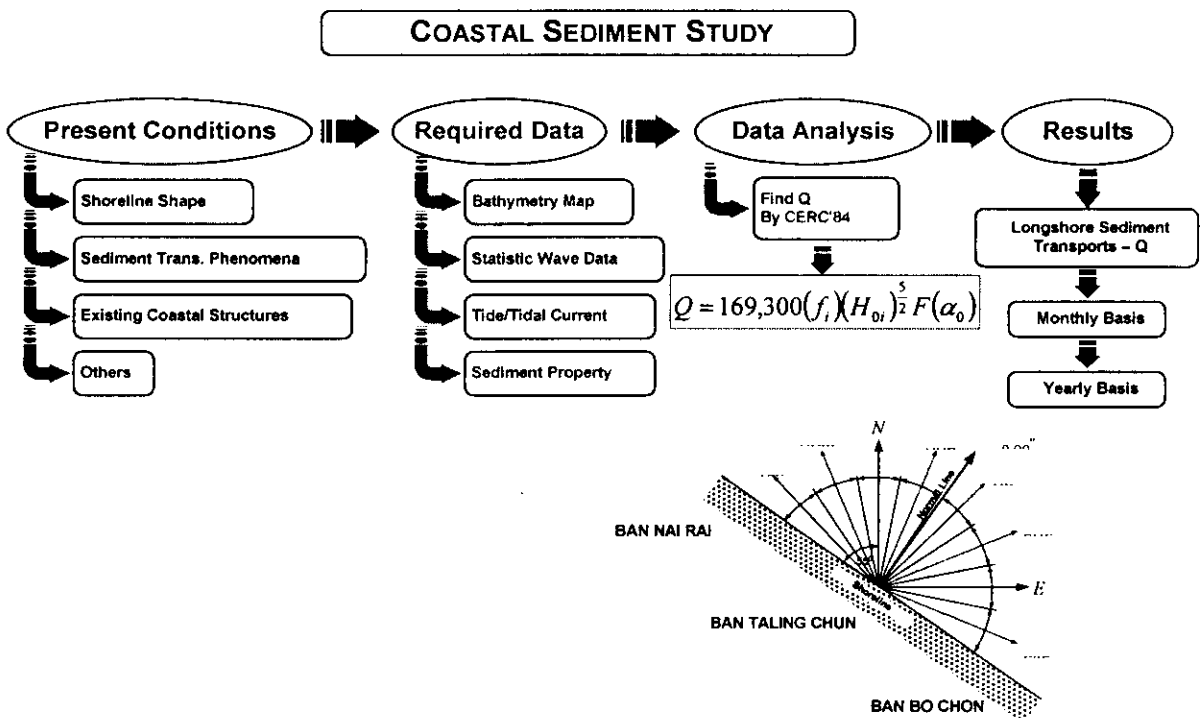 COASTAL SEDIMENT STUDY
Present Conditions
Required Data
Data Analysis
Results
Shoreline Shape
Sediment Trans. Phenomena
Existing Coastal Structures
Others
Bathymetry Map
Statistic Wave Data
Tide/Tidal Current
Sediment Property
Find Q
By CERC'84
Q = 169,300(f_i)(H_{0i})^{5/2} F(α_0)
Longshore Sediment
Transports – Q
Monthly Basis
Yearly Basis
N
Normal Line
E
Shoreline
BAN NAI RAI
BAN TALING CHUN
BAN BO CHON